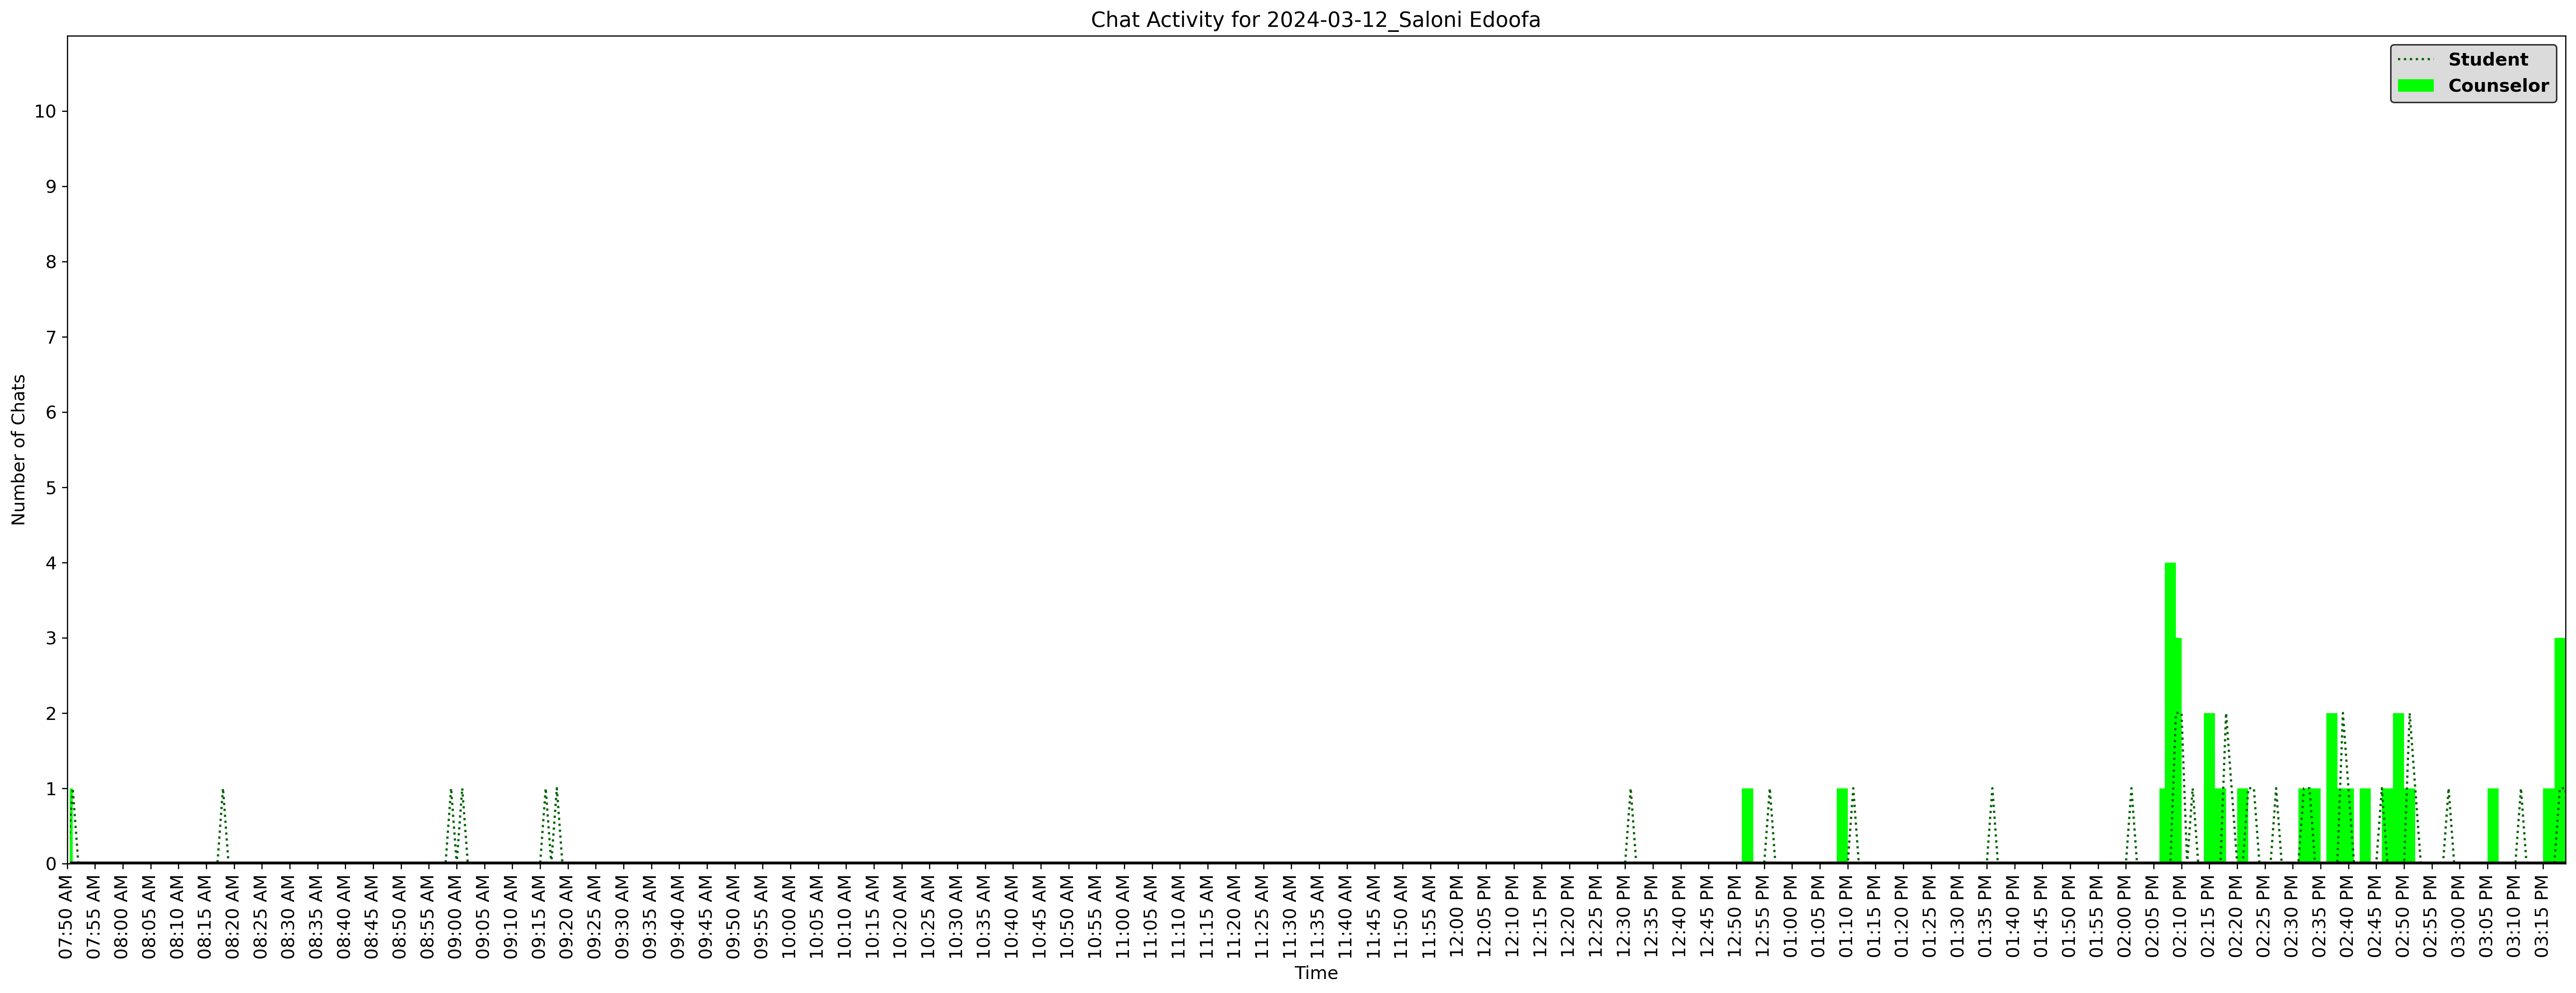 Chat Activity for 2024-03-12_Saloni Edoofa
Student
Counselor
Number of Chats
10
9
8
7
6
5
4
3
2
1
0
07:50 AM
07:55 AM
08:00 AM
08:05 AM
08:10 AM
08:15 AM
08:20 AM
08:25 AM
08:30 AM
08:35 AM
08:40 AM
08:45 AM
08:50 AM
08:55 AM
09:00 AM
09:05 AM
09:10 AM
09:15 AM
09:20 AM
09:25 AM
09:30 AM
09:35 AM
09:40 AM
09:45 AM
09:50 AM
09:55 AM
10:00 AM
10:05 AM
10:10 AM
10:15 AM
10:20 AM
10:25 AM
10:30 AM
10:35 AM
10:40 AM
10:45 AM
10:50 AM
10:55 AM
11:00 AM
11:05 AM
11:10 AM
11:15 AM
11:20 AM
11:25 AM
11:30 AM
11:35 AM
11:40 AM
11:45 AM
11:50 AM
11:55 AM
12:00 PM
12:05 PM
12:10 PM
12:15 PM
12:20 PM
12:25 PM
12:30 PM
12:35 PM
12:40 PM
12:45 PM
12:50 PM
12:55 PM
01:00 PM
01:05 PM
01:10 PM
01:15 PM
01:20 PM
01:25 PM
01:30 PM
01:35 PM
01:40 PM
01:45 PM
01:50 PM
01:55 PM
02:00 PM
02:05 PM
02:10 PM
02:15 PM
02:20 PM
02:25 PM
02:30 PM
02:35 PM
02:40 PM
02:45 PM
02:50 PM
02:55 PM
03:00 PM
03:05 PM
03:10 PM
03:15 PM
Time